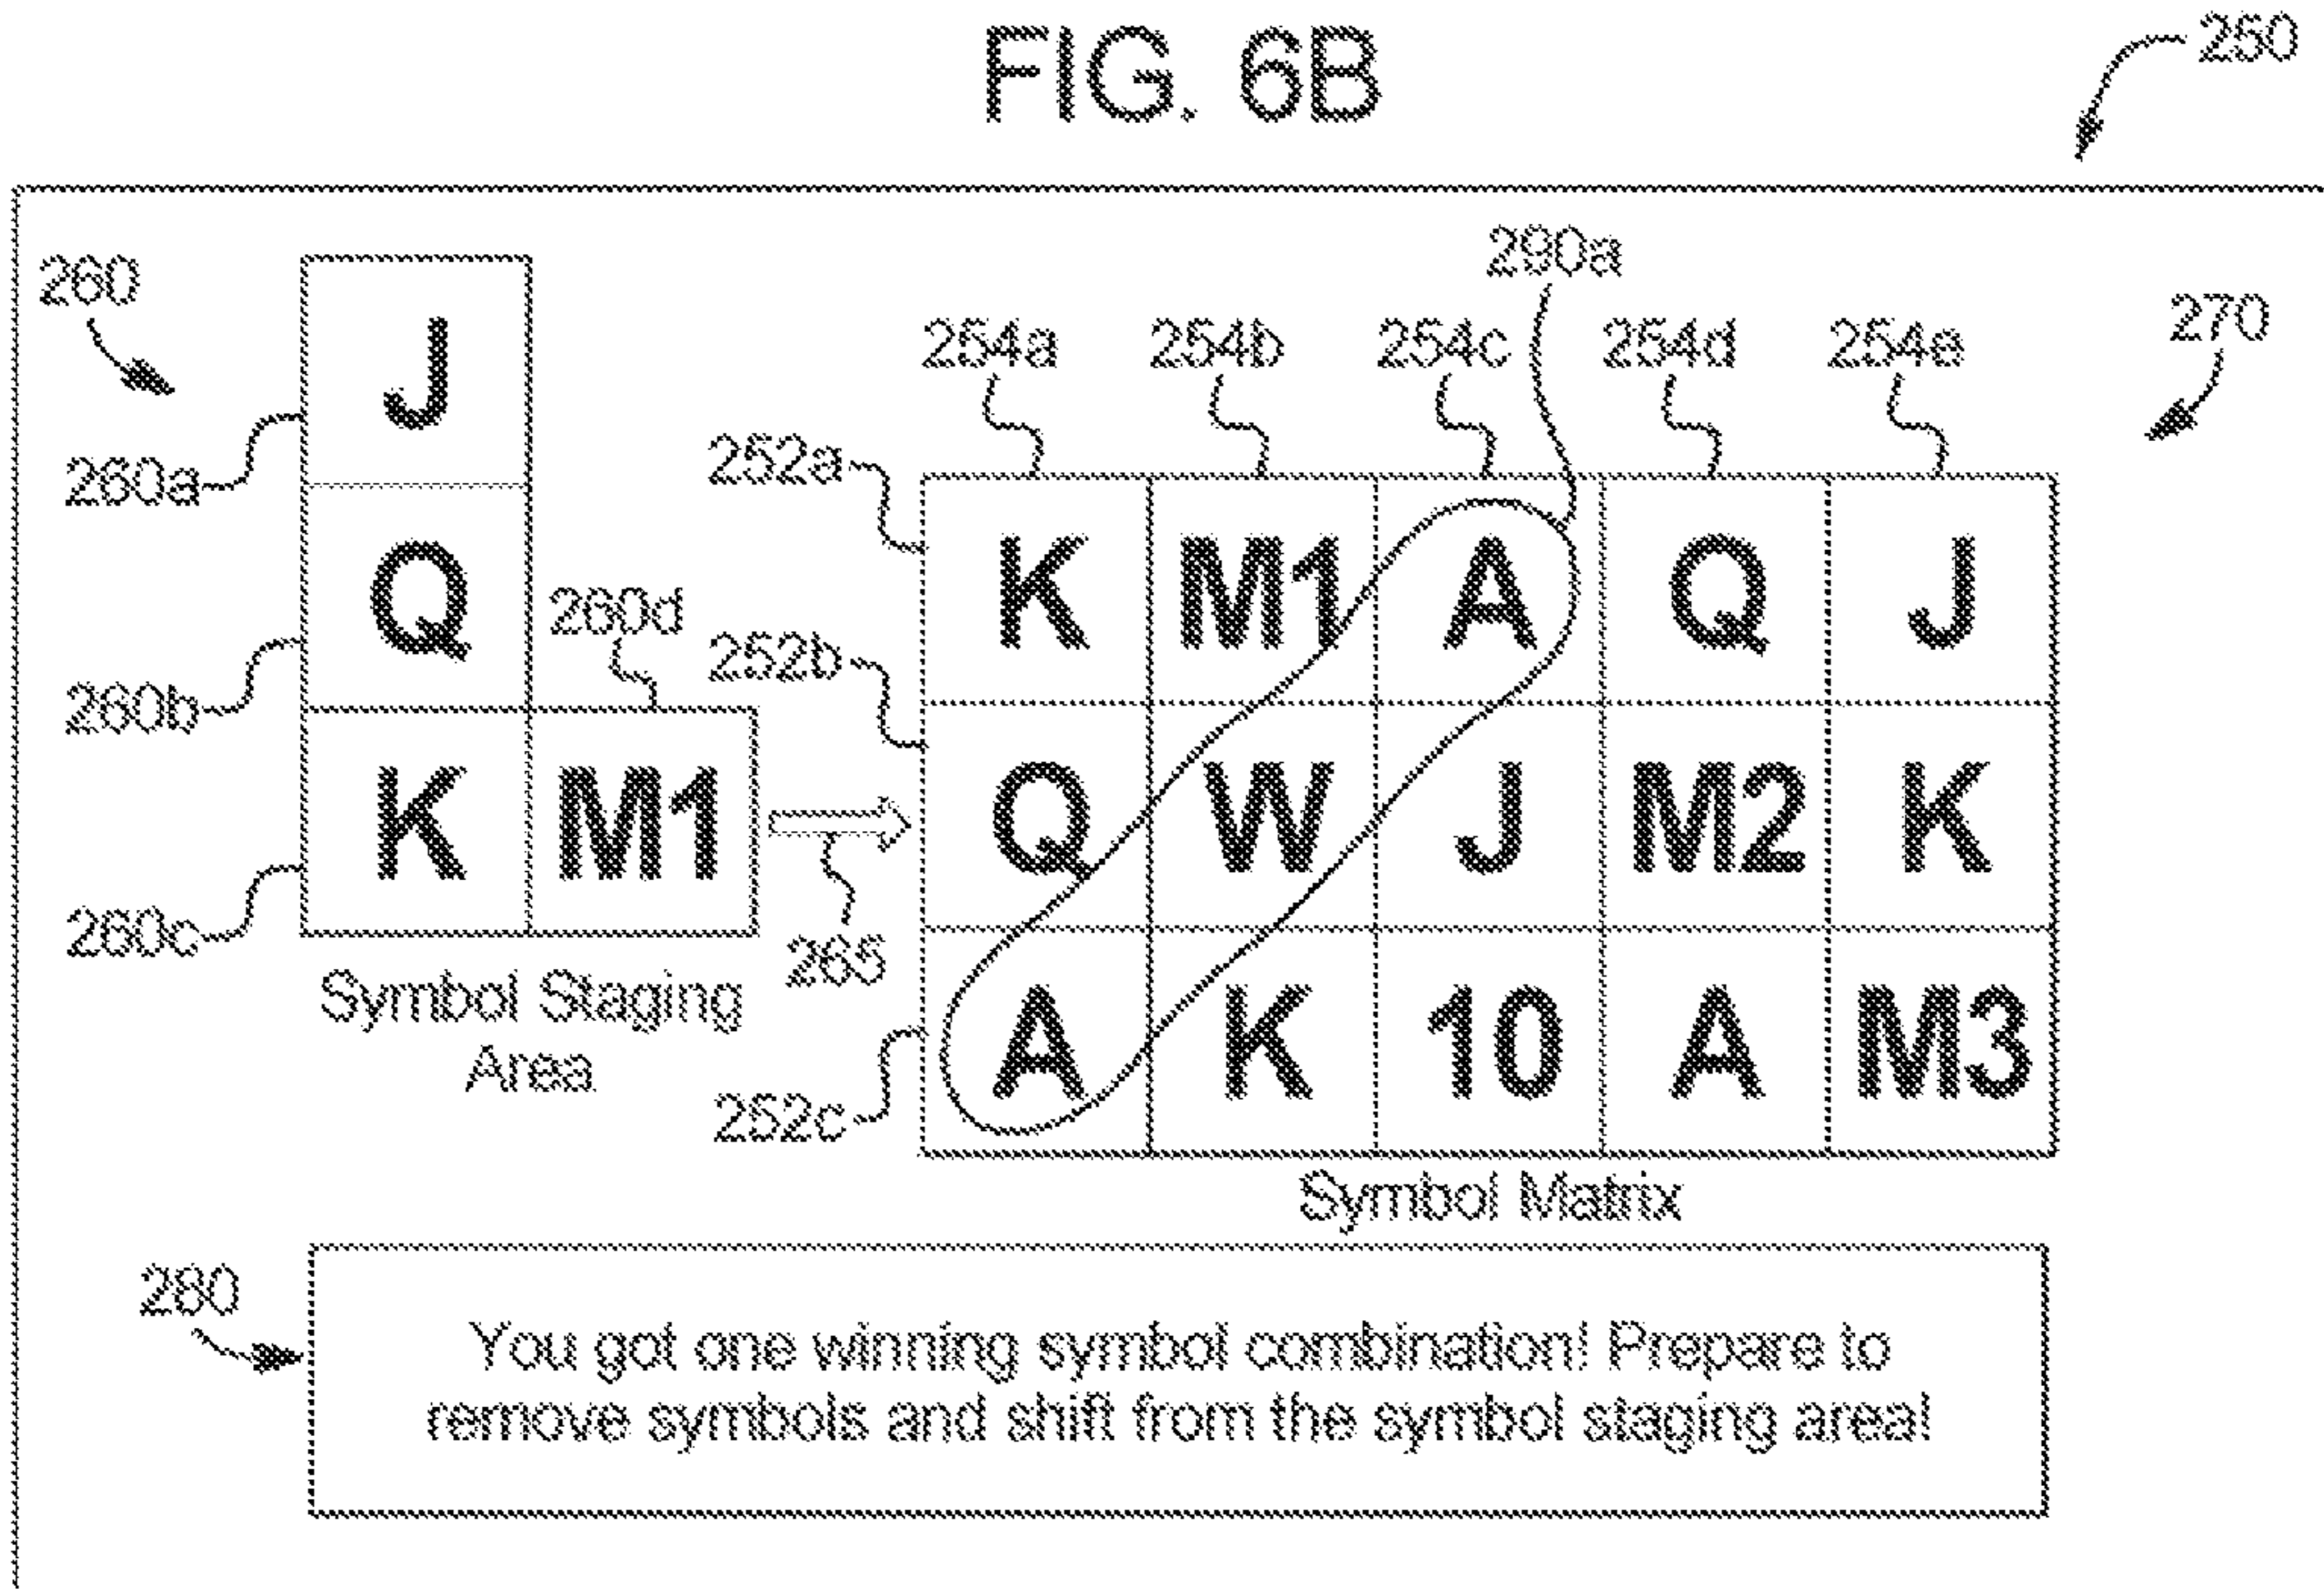 FIG. 6B
250
260
J
290a
270
254a 254b 254c 254d 254e
260a
252a
K M1 A Q J
Q
260d
260b
252b
K M1
Q W J M2 K
260c
265
Symbol Staging
Area
252c
A K 10 A M3
Symbol Matrix
280
You got one winning symbol combination! Prepare to
remove symbols and shift from the symbol staging area!